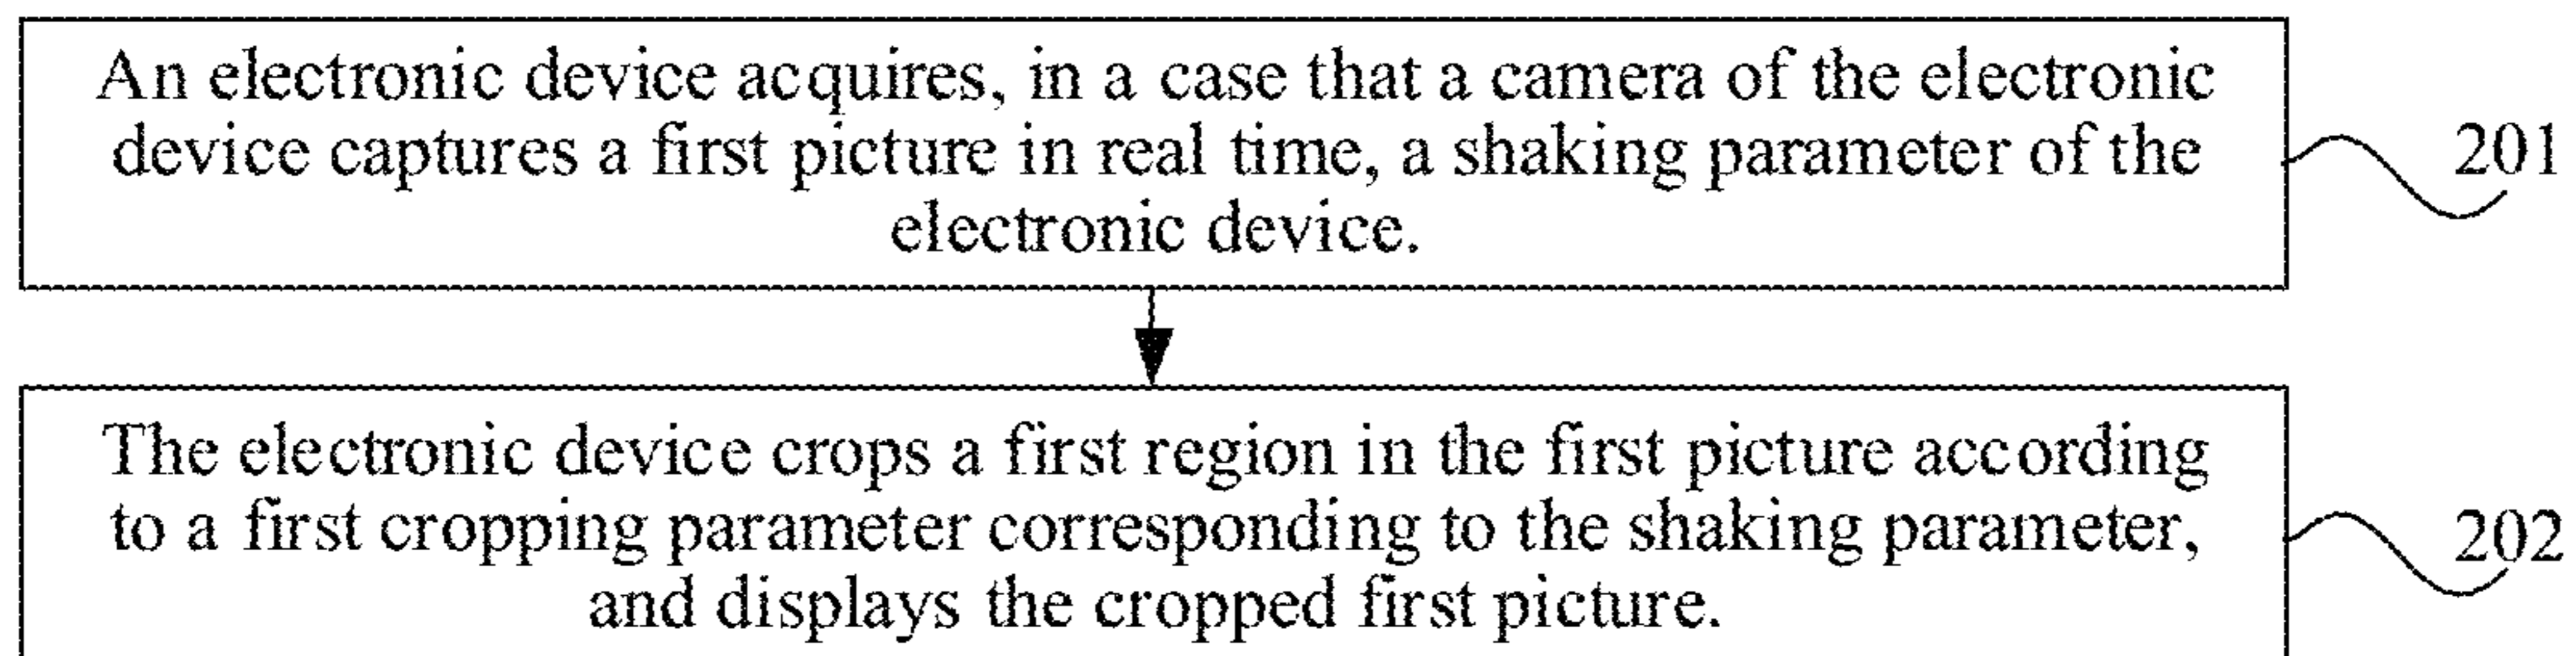 An electronic device acquires, in a case that a camera of the electronic
device captures a first picture in real time, a shaking parameter of the
electronic device.
201
The electronic device crops a first region in the first picture according
to a first cropping parameter corresponding to the shaking parameter,
and displays the cropped first picture.
202